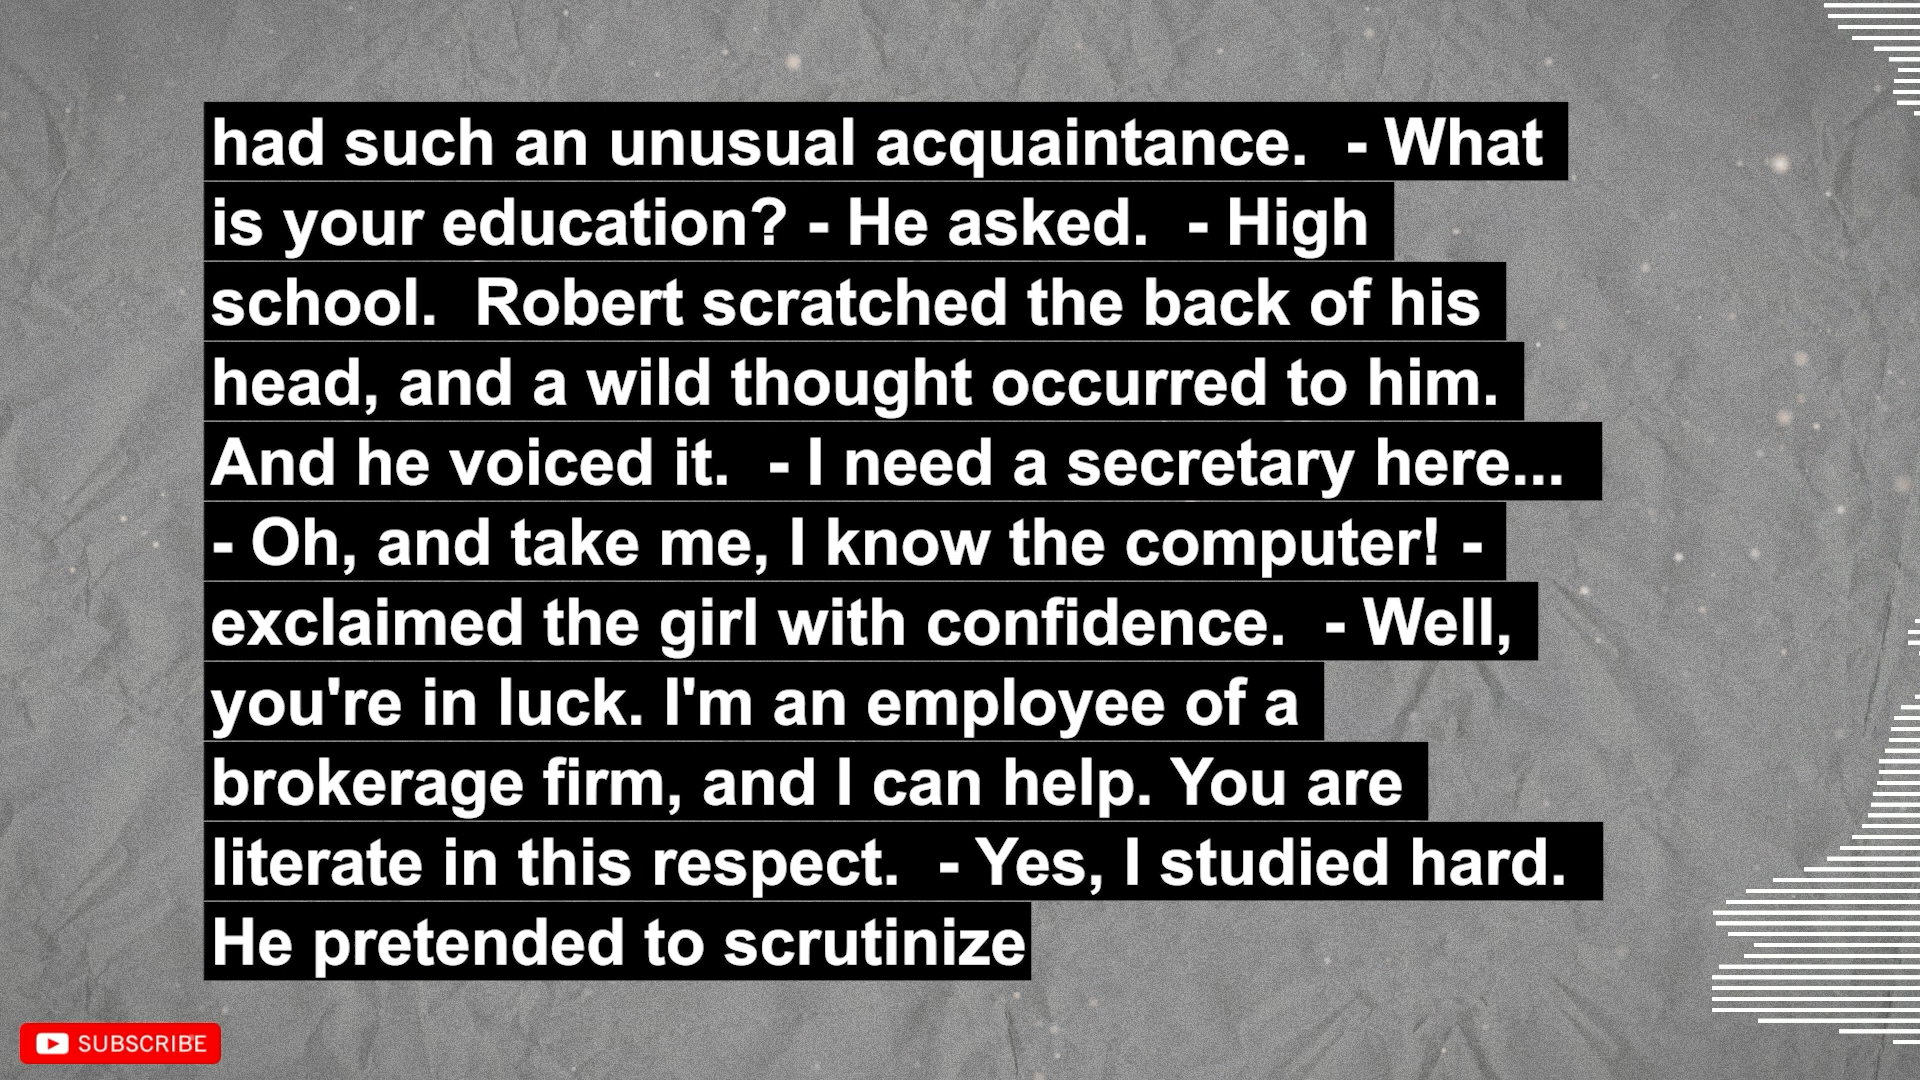 had such an unusual acquaintance.  - What
is your education? - He asked.  - High
school.  Robert scratched the back of his
head, and a wild thought occurred to him.
And he voiced it.  - I need a secretary here...
- Oh, and take me, I know the computer! -
exclaimed the girl with confidence.  - Well,
you're in luck. I'm an employee of a
brokerage firm, and I can help. You are
literate in this respect.  - Yes, I studied hard.
He pretended to scrutinize
SUBSCRIBE